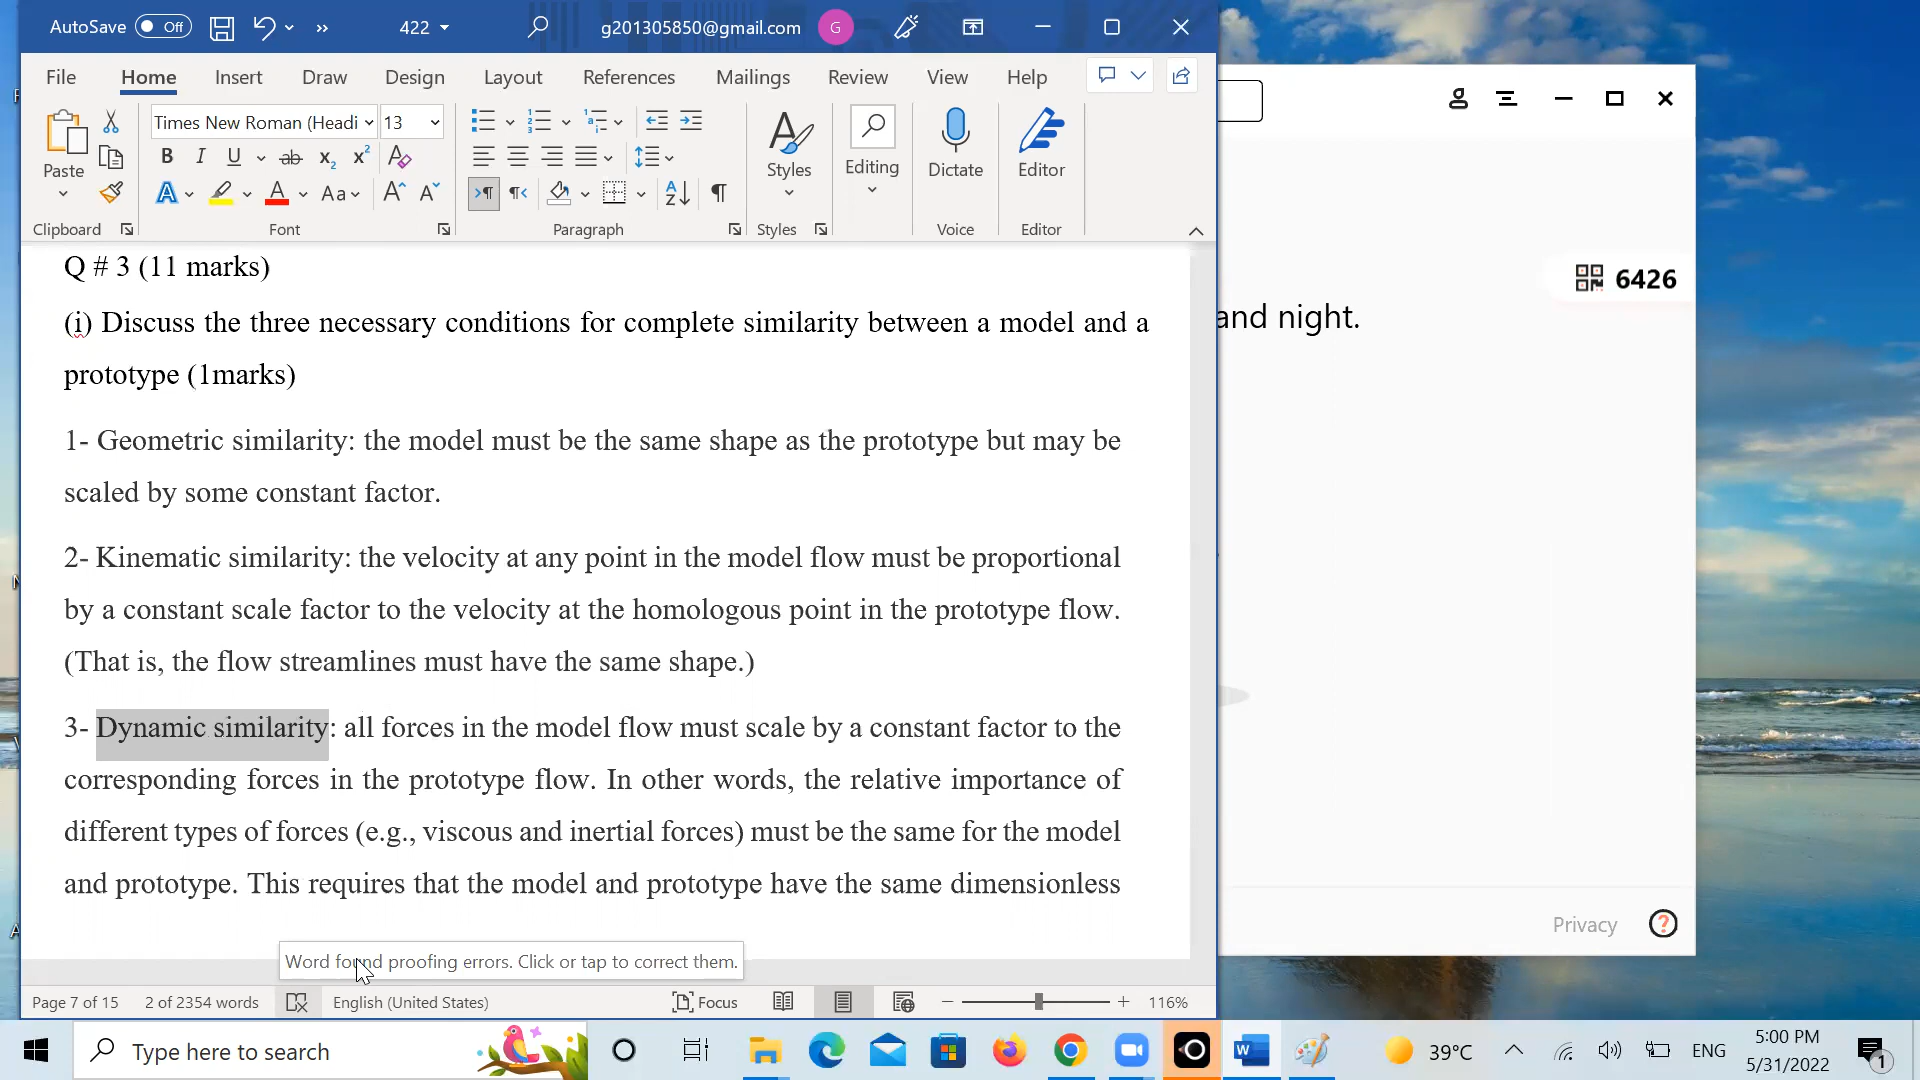 AutoSave Off 422 g201305850@gmail.com G
File Home Insert Draw Design Layout References Mailings Review View Help
Times New Roman (Headi 13
Paste Styles Editing Dictate Editor
Clipboard Font Paragraph Styles Voice Editor
Q # 3 (11 marks)
(i) Discuss the three necessary conditions for complete similarity between a model and a
prototype (1marks)
1- Geometric similarity: the model must be the same shape as the prototype but may be
scaled by some constant factor.
2- Kinematic similarity: the velocity at any point in the model flow must be proportional
by a constant scale factor to the velocity at the homologous point in the prototype flow.
(That is, the flow streamlines must have the same shape.)
3- Dynamic similarity: all forces in the model flow must scale by a constant factor to the
corresponding forces in the prototype flow. In other words, the relative importance of
different types of forces (e.g., viscous and inertial forces) must be the same for the model
and prototype. This requires that the model and prototype have the same dimensionless
Word found proofing errors. Click or tap to correct them.
Page 7 of 15 2 of 2354 words English (United States) Focus 116%
6426
and night.
Privacy
Type here to search 39°C ENG 5:00 PM
5/31/2022 1